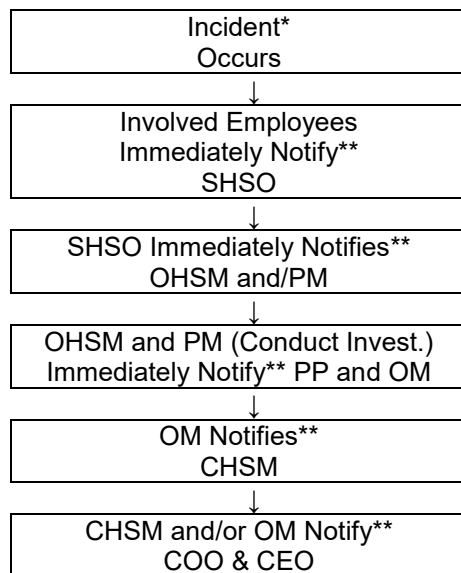 Incident*
Occurs
↓
Involved Employees
Immediately Notify**
SHSO
↓
SHSO Immediately Notifies**
OHSM and/PM
↓
OHSM and PM (Conduct Invest.)
Immediately Notify** PP and OM
↓
OM Notifies**
CHSM
↓
CHSM and/or OM Notify**
COO & CEO